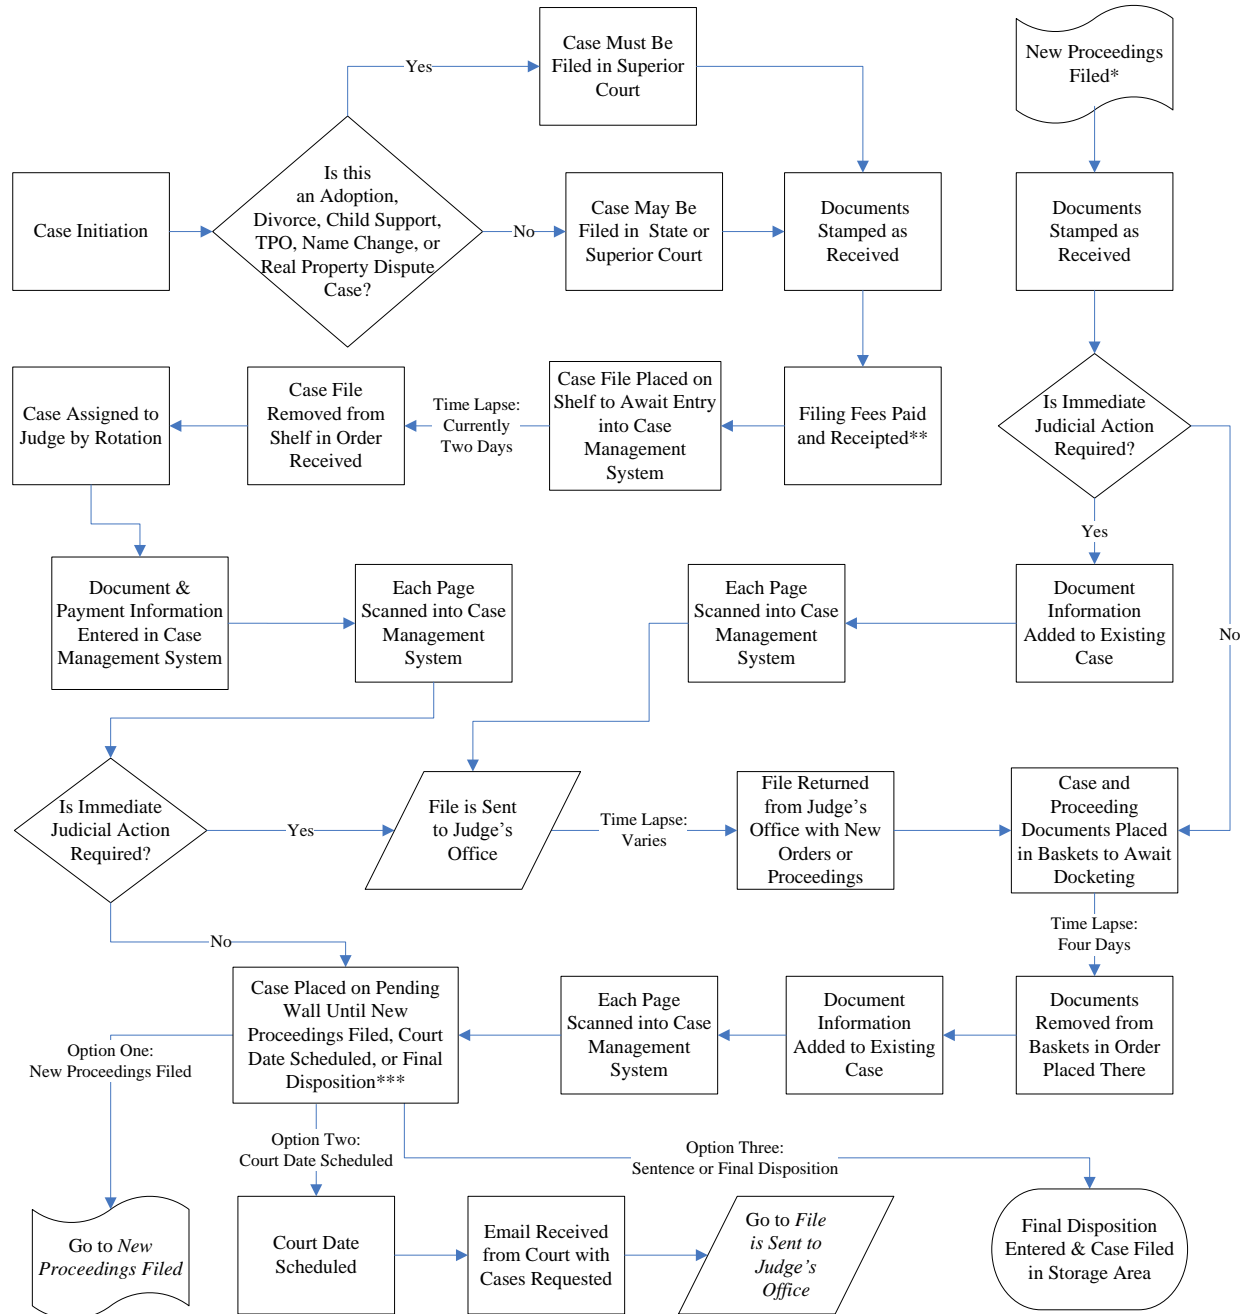 Case Must Be
Filed in Superior
Court
New Proceedings
Filed*
Yes
Case Initiation
Is this
an Adoption,
Divorce, Child Support,
TPO, Name Change, or
Real Property Dispute
Case?
No
Case May Be
Filed in State or
Superior Court
Documents
Stamped as
Received
Documents
Stamped as
Received
Case Assigned to
Judge by Rotation
Case File
Removed from
Shelf in Order
Received
Time Lapse:
Currently
Two Days
Case File Placed on
Shelf to Await Entry
into Case
Management
System
Filing Fees Paid
and Receipted**
Is Immediate
Judicial Action
Required?
Yes
No
Document &
Payment Information
Entered in Case
Management System
Each Page
Scanned into Case
Management
System
Each Page
Scanned into Case
Management
System
Document
Information
Added to Existing
Case
Is Immediate
Judicial Action
Required?
Yes
File is Sent
to Judge's
Office
Time Lapse:
Varies
File Returned
from Judge's
Office with New
Orders or
Proceedings
Case and
Proceeding
Documents Placed
in Baskets to Await
Docketing
No
Time Lapse:
Four Days
Case Placed on Pending
Wall Until New
Proceedings Filed, Court
Date Scheduled, or Final
Disposition***
Each Page
Scanned into Case
Management
System
Document
Information
Added to Existing
Case
Documents
Removed from
Baskets in Order
Placed There
Option One:
New Proceedings Filed
Option Two:
Court Date Scheduled
Option Three:
Sentence or Final Disposition
Go to New
Proceedings Filed
Court Date
Scheduled
Email Received
from Court with
Cases Requested
Go to File
is Sent to
Judge's
Office
Final Disposition
Entered & Case Filed
in Storage Area